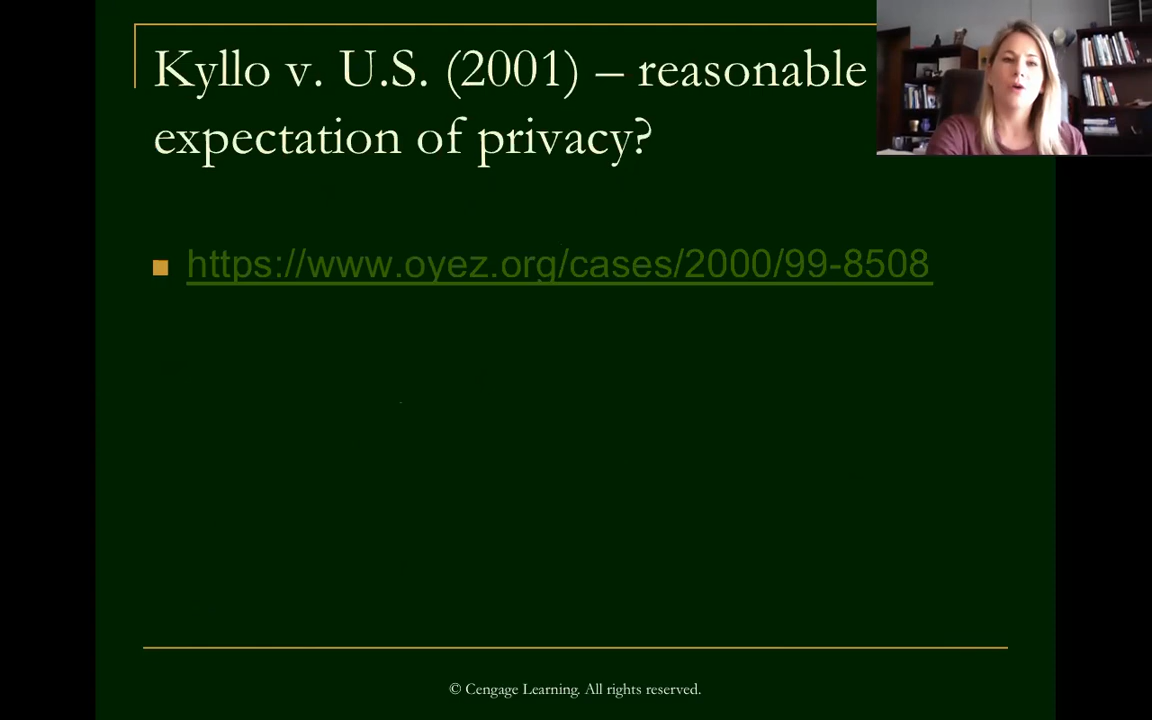 Kyllo v. U.S. (2001) – reasonable
expectation of privacy?
https://www.oyez.org/cases/2000/99-8508
© Cengage Learning. All rights reserved.